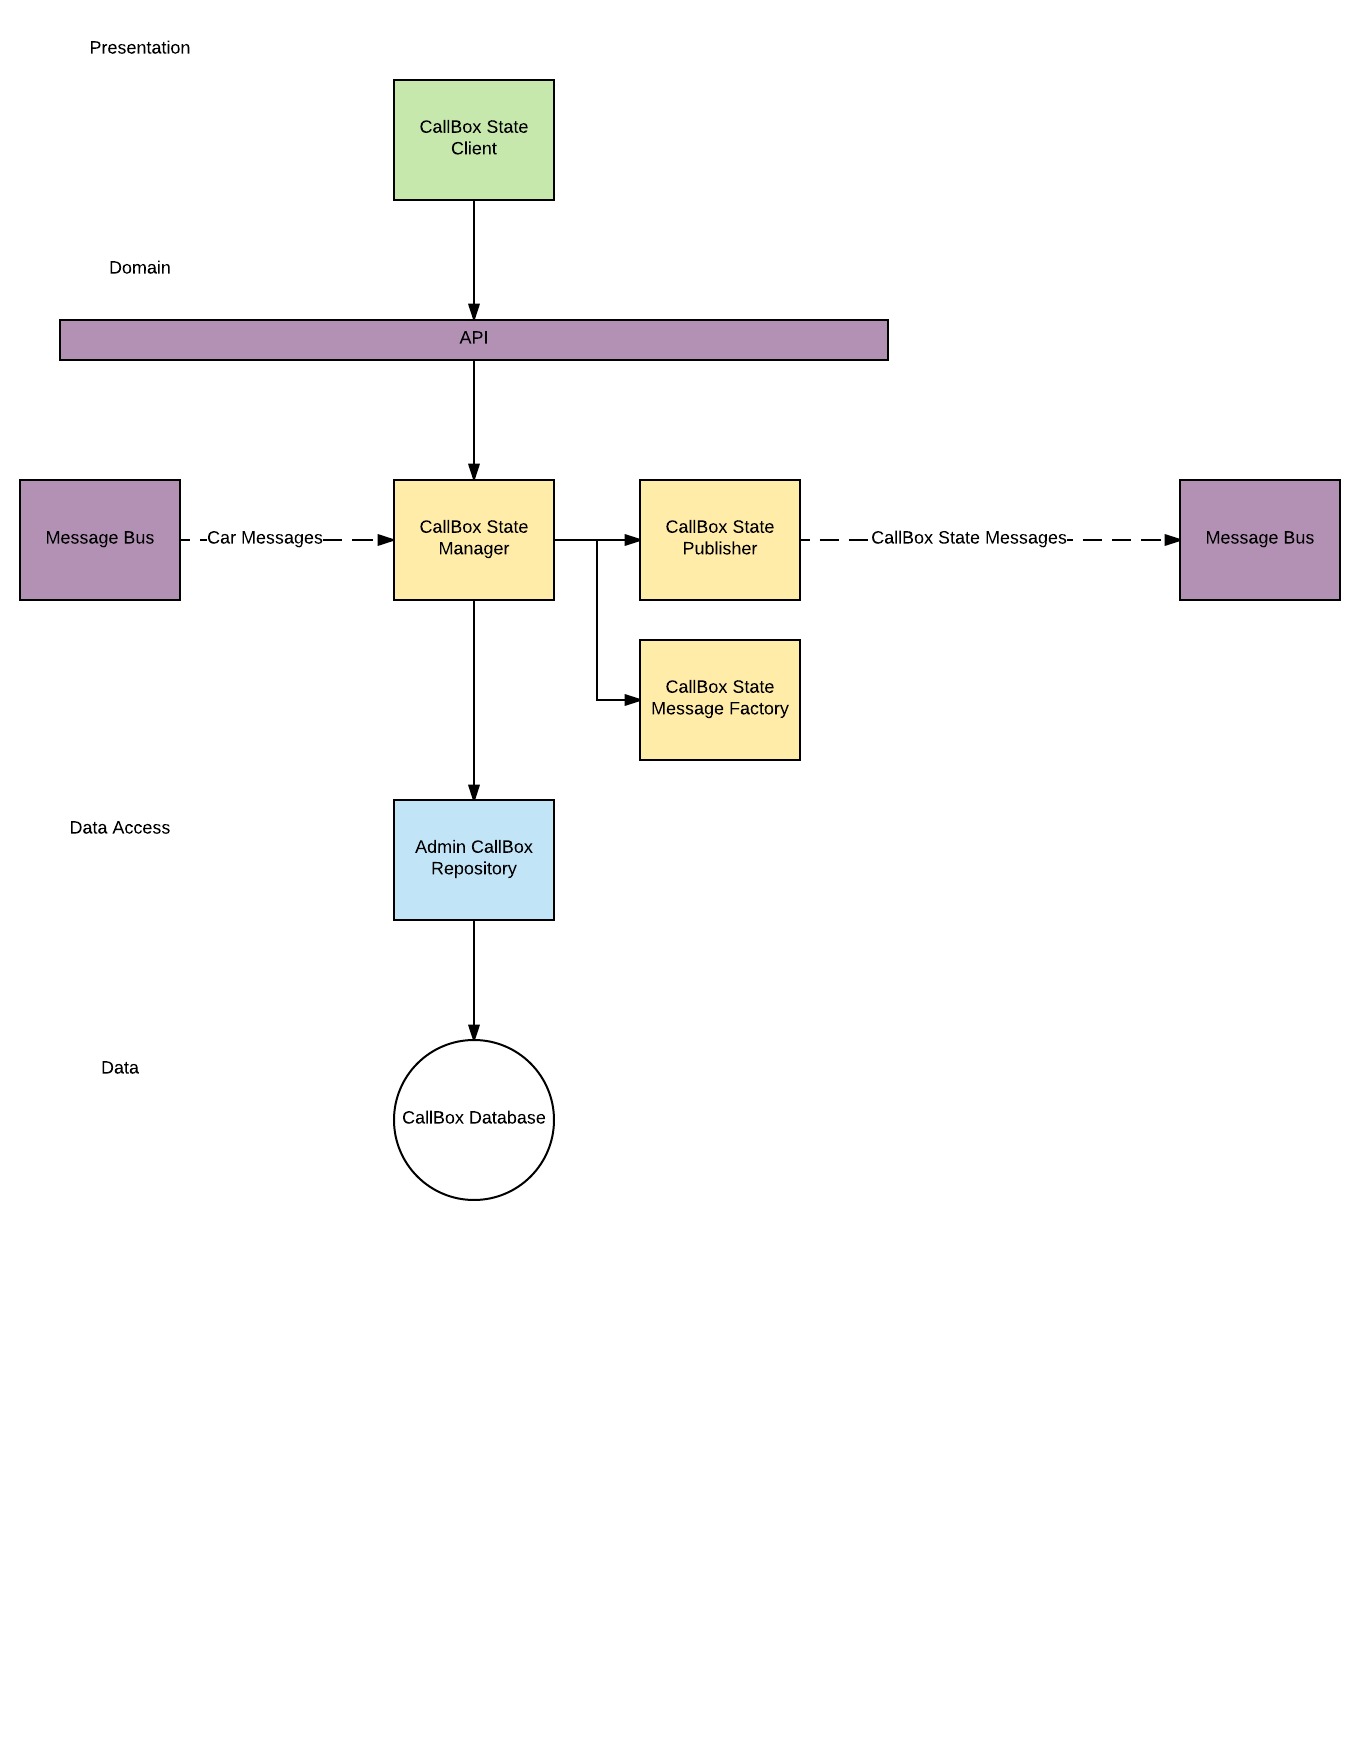 Presentation
CallBox State
Client
Domain
API
Message Bus
Car Messages
CallBox State
Manager
CallBox State
Publisher
CallBox State Messages
Message Bus
CallBox State
Message Factory
Data Access
Admin CallBox
Repository
Data
CallBox Database